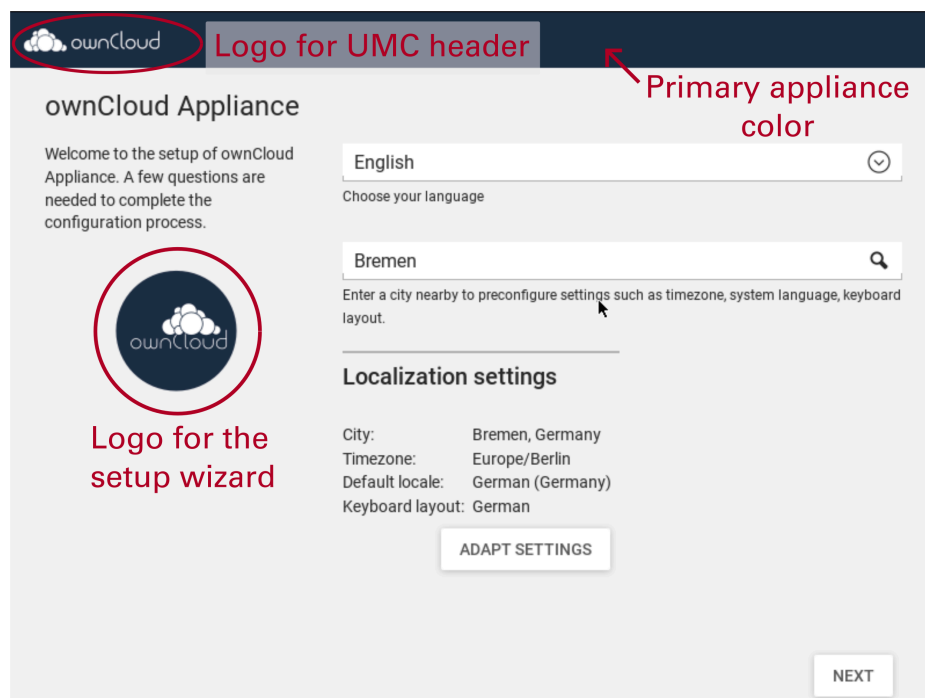 ownCloud Logo for UMC header
Primary appliance
color
ownCloud Appliance
Welcome to the setup of ownCloud
Appliance. A few questions are
needed to complete the
configuration process.
ownCloud
Logo for the
setup wizard
English
Choose your language
Bremen
Enter a city nearby to preconfigure settings such as timezone, system language, keyboard
layout.
Localization settings
City: Bremen, Germany
Timezone: Europe/Berlin
Default locale: German (Germany)
Keyboard layout: German
ADAPT SETTINGS
NEXT